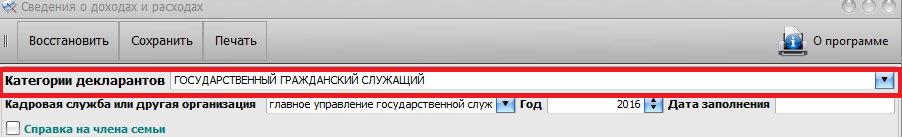 Сведения о доходах и расходах
Восстановить Сохранить Печать О программе
Категории декларантов ГОСУДАРСТВЕННЫЙ ГРАЖДАНСКИЙ СЛУЖАЩИЙ
Кадровая служба или другая организация главное управление государственной служ Год 2016 Дата заполнения
Справка на члена семьи